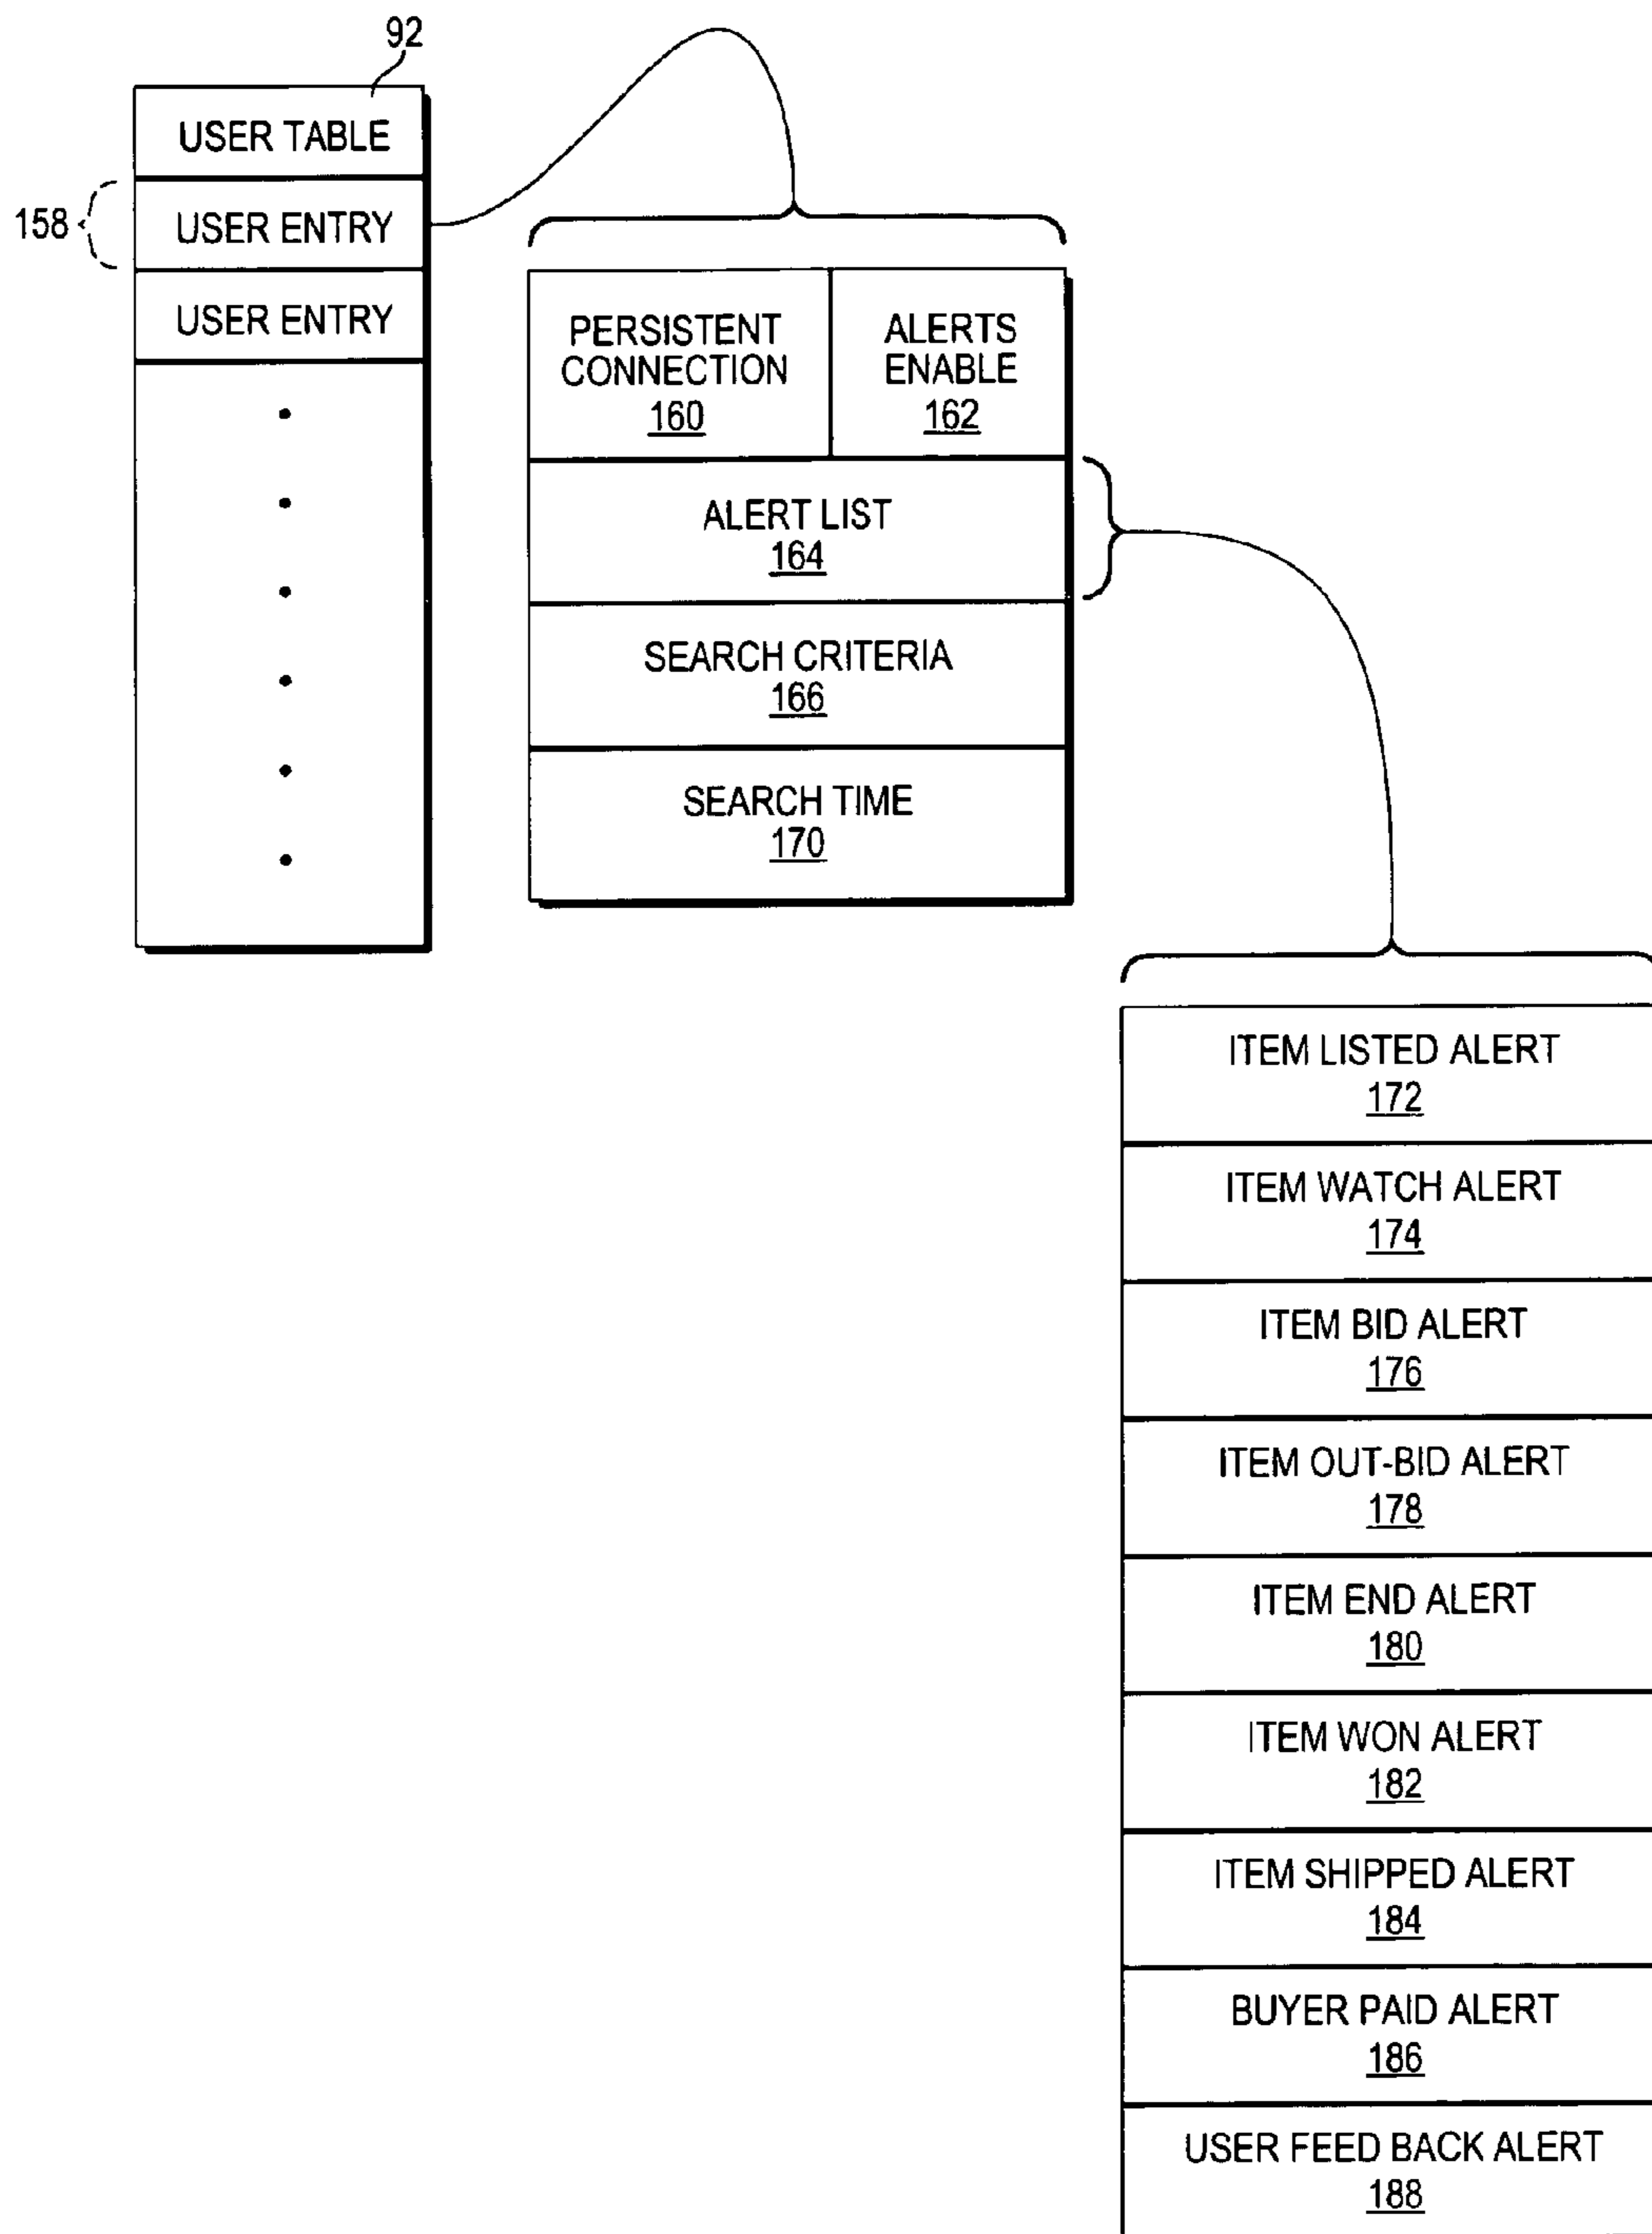 92
USER TABLE
158
USER ENTRY
USER ENTRY
PERSISTENT
CONNECTION
160
ALERTS
ENABLE
162
ALERT LIST
164
SEARCH CRITERIA
166
SEARCH TIME
170
ITEM LISTED ALERT
172
ITEM WATCH ALERT
174
ITEM BID ALERT
176
ITEM OUT-BID ALERT
178
ITEM END ALERT
180
ITEM WON ALERT
182
ITEM SHIPPED ALERT
184
BUYER PAID ALERT
186
USER FEED BACK ALERT
188